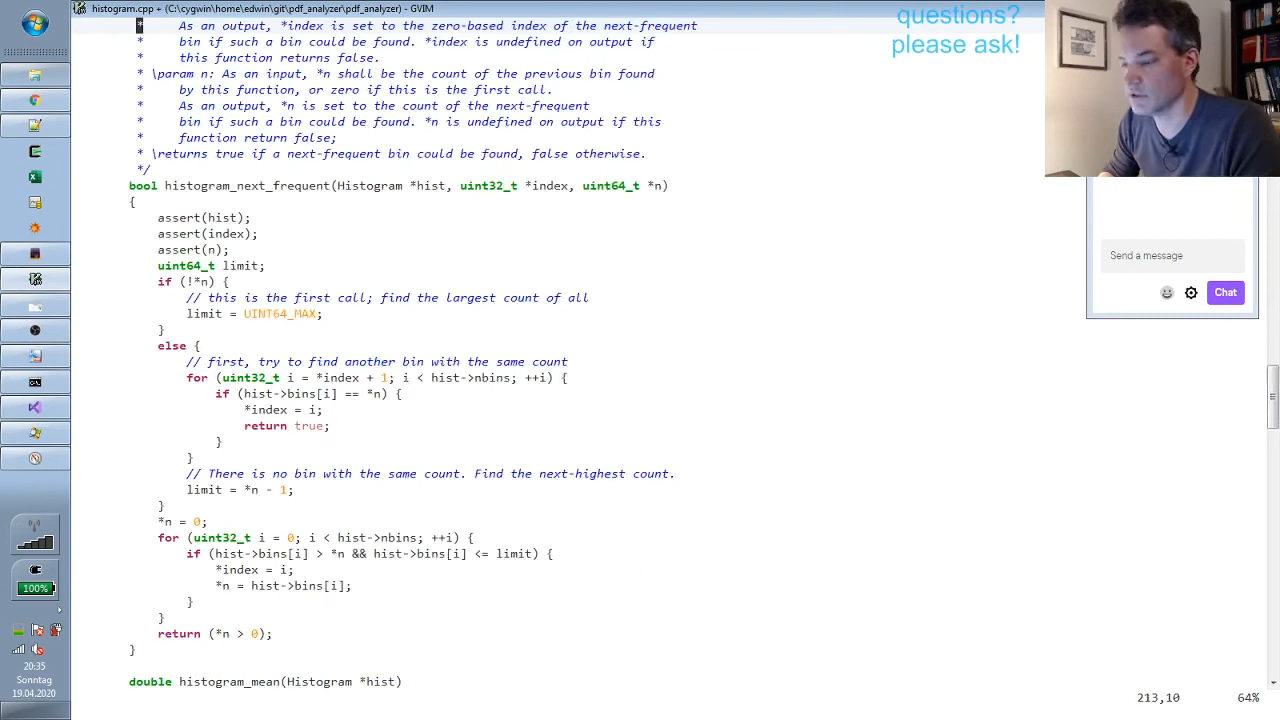 histogram.cpp + (C:\cygwin\home\edwin\git\pdf_analyzer\pdf_analyzer) - GVIM
* As an output, *index is set to the zero-based index of the next-frequent
* bin if such a bin could be found. *index is undefined on output if
* this function returns false.
* \param n: As an input, *n shall be the count of the previous bin found
* by this function, or zero if this is the first call.
* As an output, *n is set to the count of the next-frequent
* bin if such a bin could be found. *n is undefined on output if this
* function return false;
* \returns true if a next-frequent bin could be found, false otherwise.
*/
bool histogram_next_frequent(Histogram *hist, uint32_t *index, uint64_t *n)
{
assert(hist);
assert(index);
assert(n);
uint64_t limit;
if (!*n) {
// this is the first call; find the largest count of all
limit = UINT64_MAX;
}
else {
// first, try to find another bin with the same count
for (uint32_t i = *index + 1; i < hist->nbins; ++i) {
if (hist->bins[i] == *n) {
*index = i;
return true;
}
}
// There is no bin with the same count. Find the next-highest count.
limit = *n - 1;
}
*n = 0;
for (uint32_t i = 0; i < hist->nbins; ++i) {
if (hist->bins[i] > *n && hist->bins[i] <= limit) {
*index = i;
*n = hist->bins[i];
}
}
return (*n > 0);
}
double histogram_mean(Histogram *hist)
213,10 64%
questions?
please ask!
Send a message
Chat
100%
20:35
Sonntag
19.04.2020